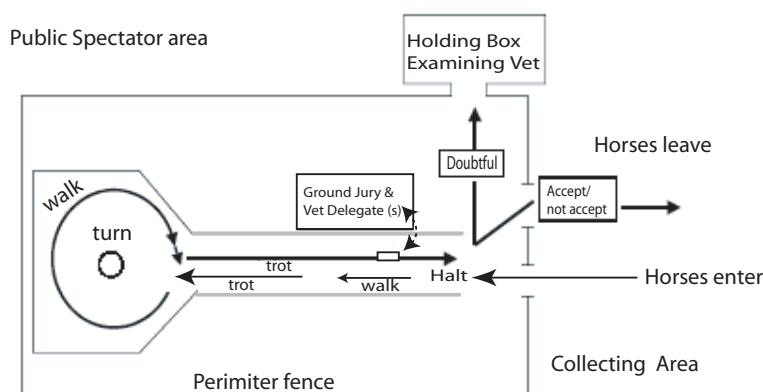 Public Spectator area
Holding Box
Examining Vet
Doubtful
Horses leave
Accept/
not accept
Ground Jury &
Vet Delegate (s)
walk
turn
trot
trot
walk
Halt
Horses enter
Perimiter fence
Collecting Area